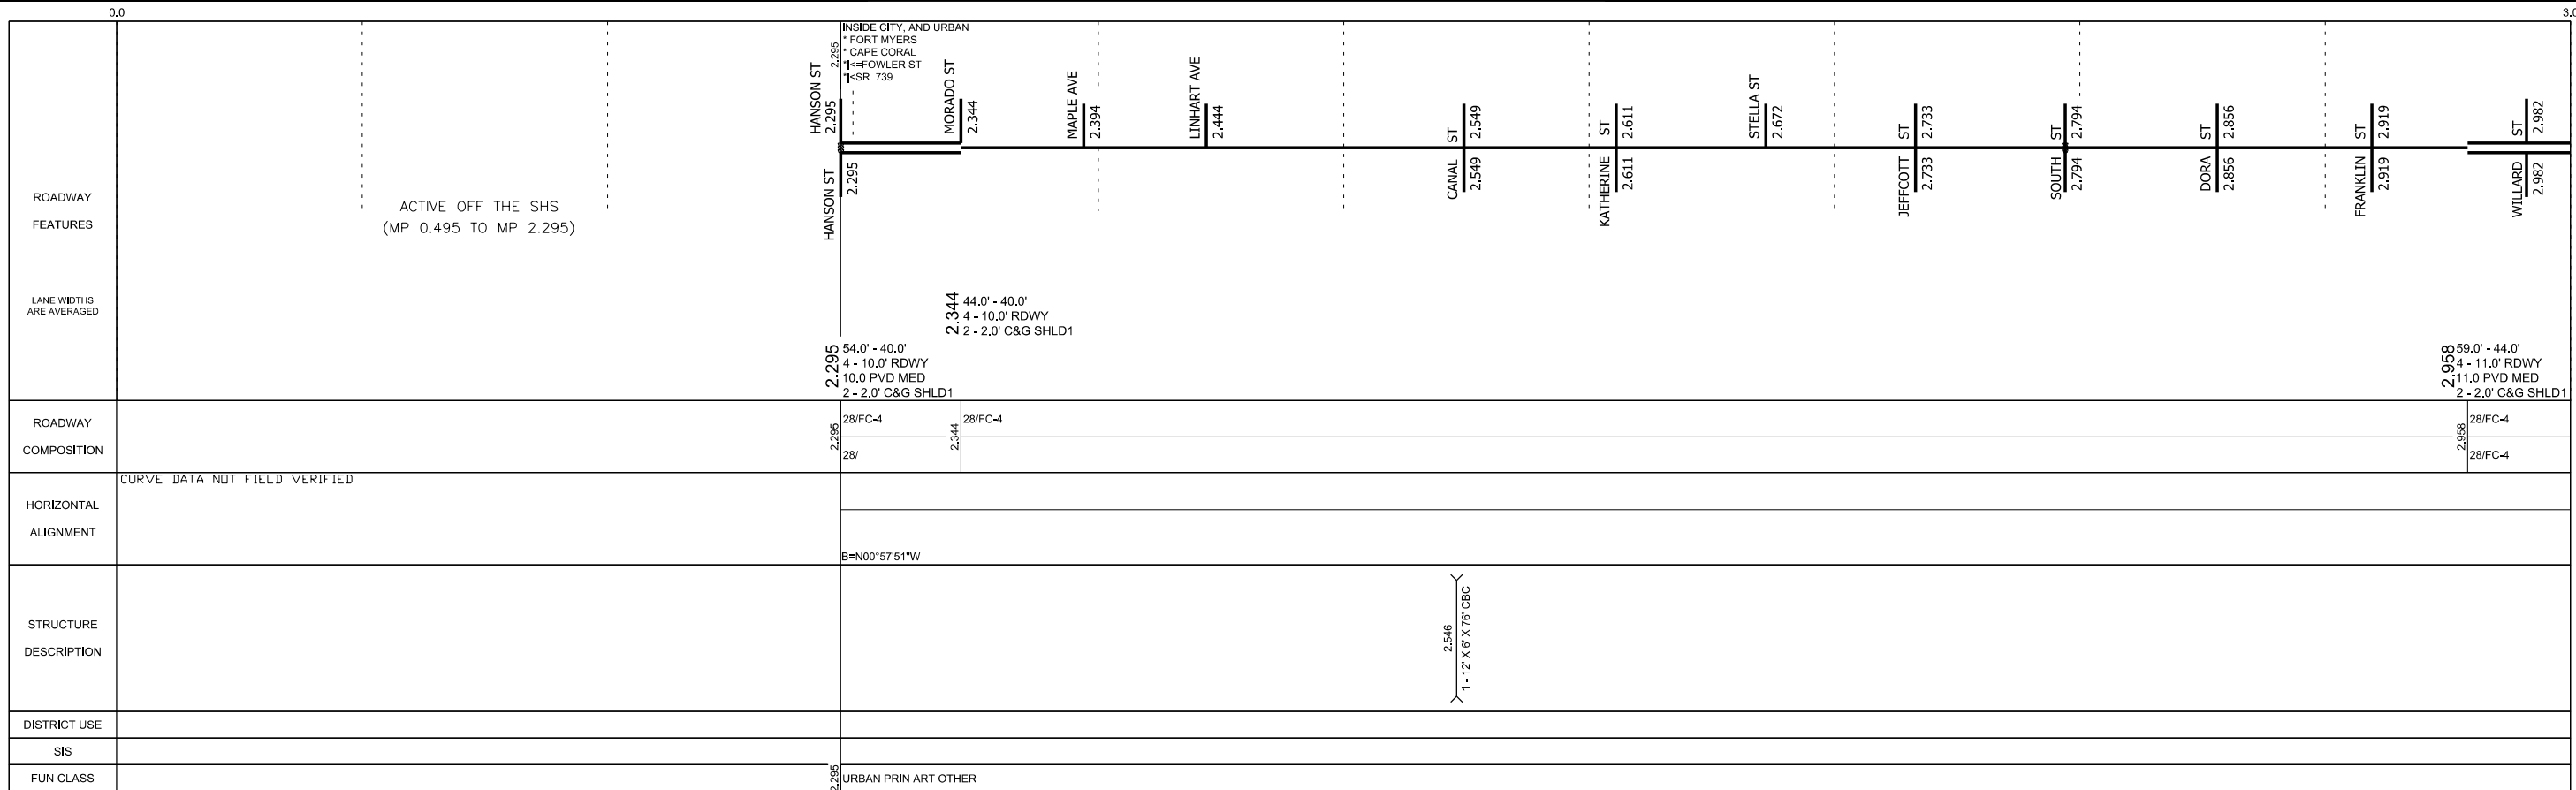 0.0
3.0
ROADWAY
FEATURES
LANE WIDTHS
ARE AVERAGED
ACTIVE OFF THE SHS
(MP 0.495 TO MP 2.295)
2.295
INSIDE CITY, AND URBAN
* FORT MYERS
* CAPE CORAL
*|<=FOWLER ST
*|<SR 739
HANSON ST
2.295
HANSON ST
2.295
MORADO ST
2.344
MAPLE AVE
2.394
LINHART AVE
2.444
CANAL ST
2.549
2.549
KATHERINE ST
2.611
2.611
STELLA ST
2.672
JEFFCOTT ST
2.733
2.733
SOUTH ST
2.794
2.794
DORA ST
2.856
2.856
FRANKLIN ST
2.919
2.919
WILLARD ST
2.982
2.982
2.344
44.0' - 40.0'
4 - 10.0' RDWY
2 - 2.0' C&G SHLD1
2.295
54.0' - 40.0'
4 - 10.0' RDWY
10.0 PVD MED
2 - 2.0' C&G SHLD1
2.958
59.0' - 44.0'
4 - 11.0' RDWY
11.0 PVD MED
2 - 2.0' C&G SHLD1
ROADWAY
COMPOSITION
2.295
28/FC-4
28/
2.344
28/FC-4
2.958
28/FC-4
28/FC-4
HORIZONTAL
ALIGNMENT
CURVE DATA NOT FIELD VERIFIED
B=N00°57'51"W
STRUCTURE
DESCRIPTION
2.546
1 - 12' X 6' X 76' CBC
DISTRICT USE
SIS
FUN CLASS
2.295
URBAN PRIN ART OTHER